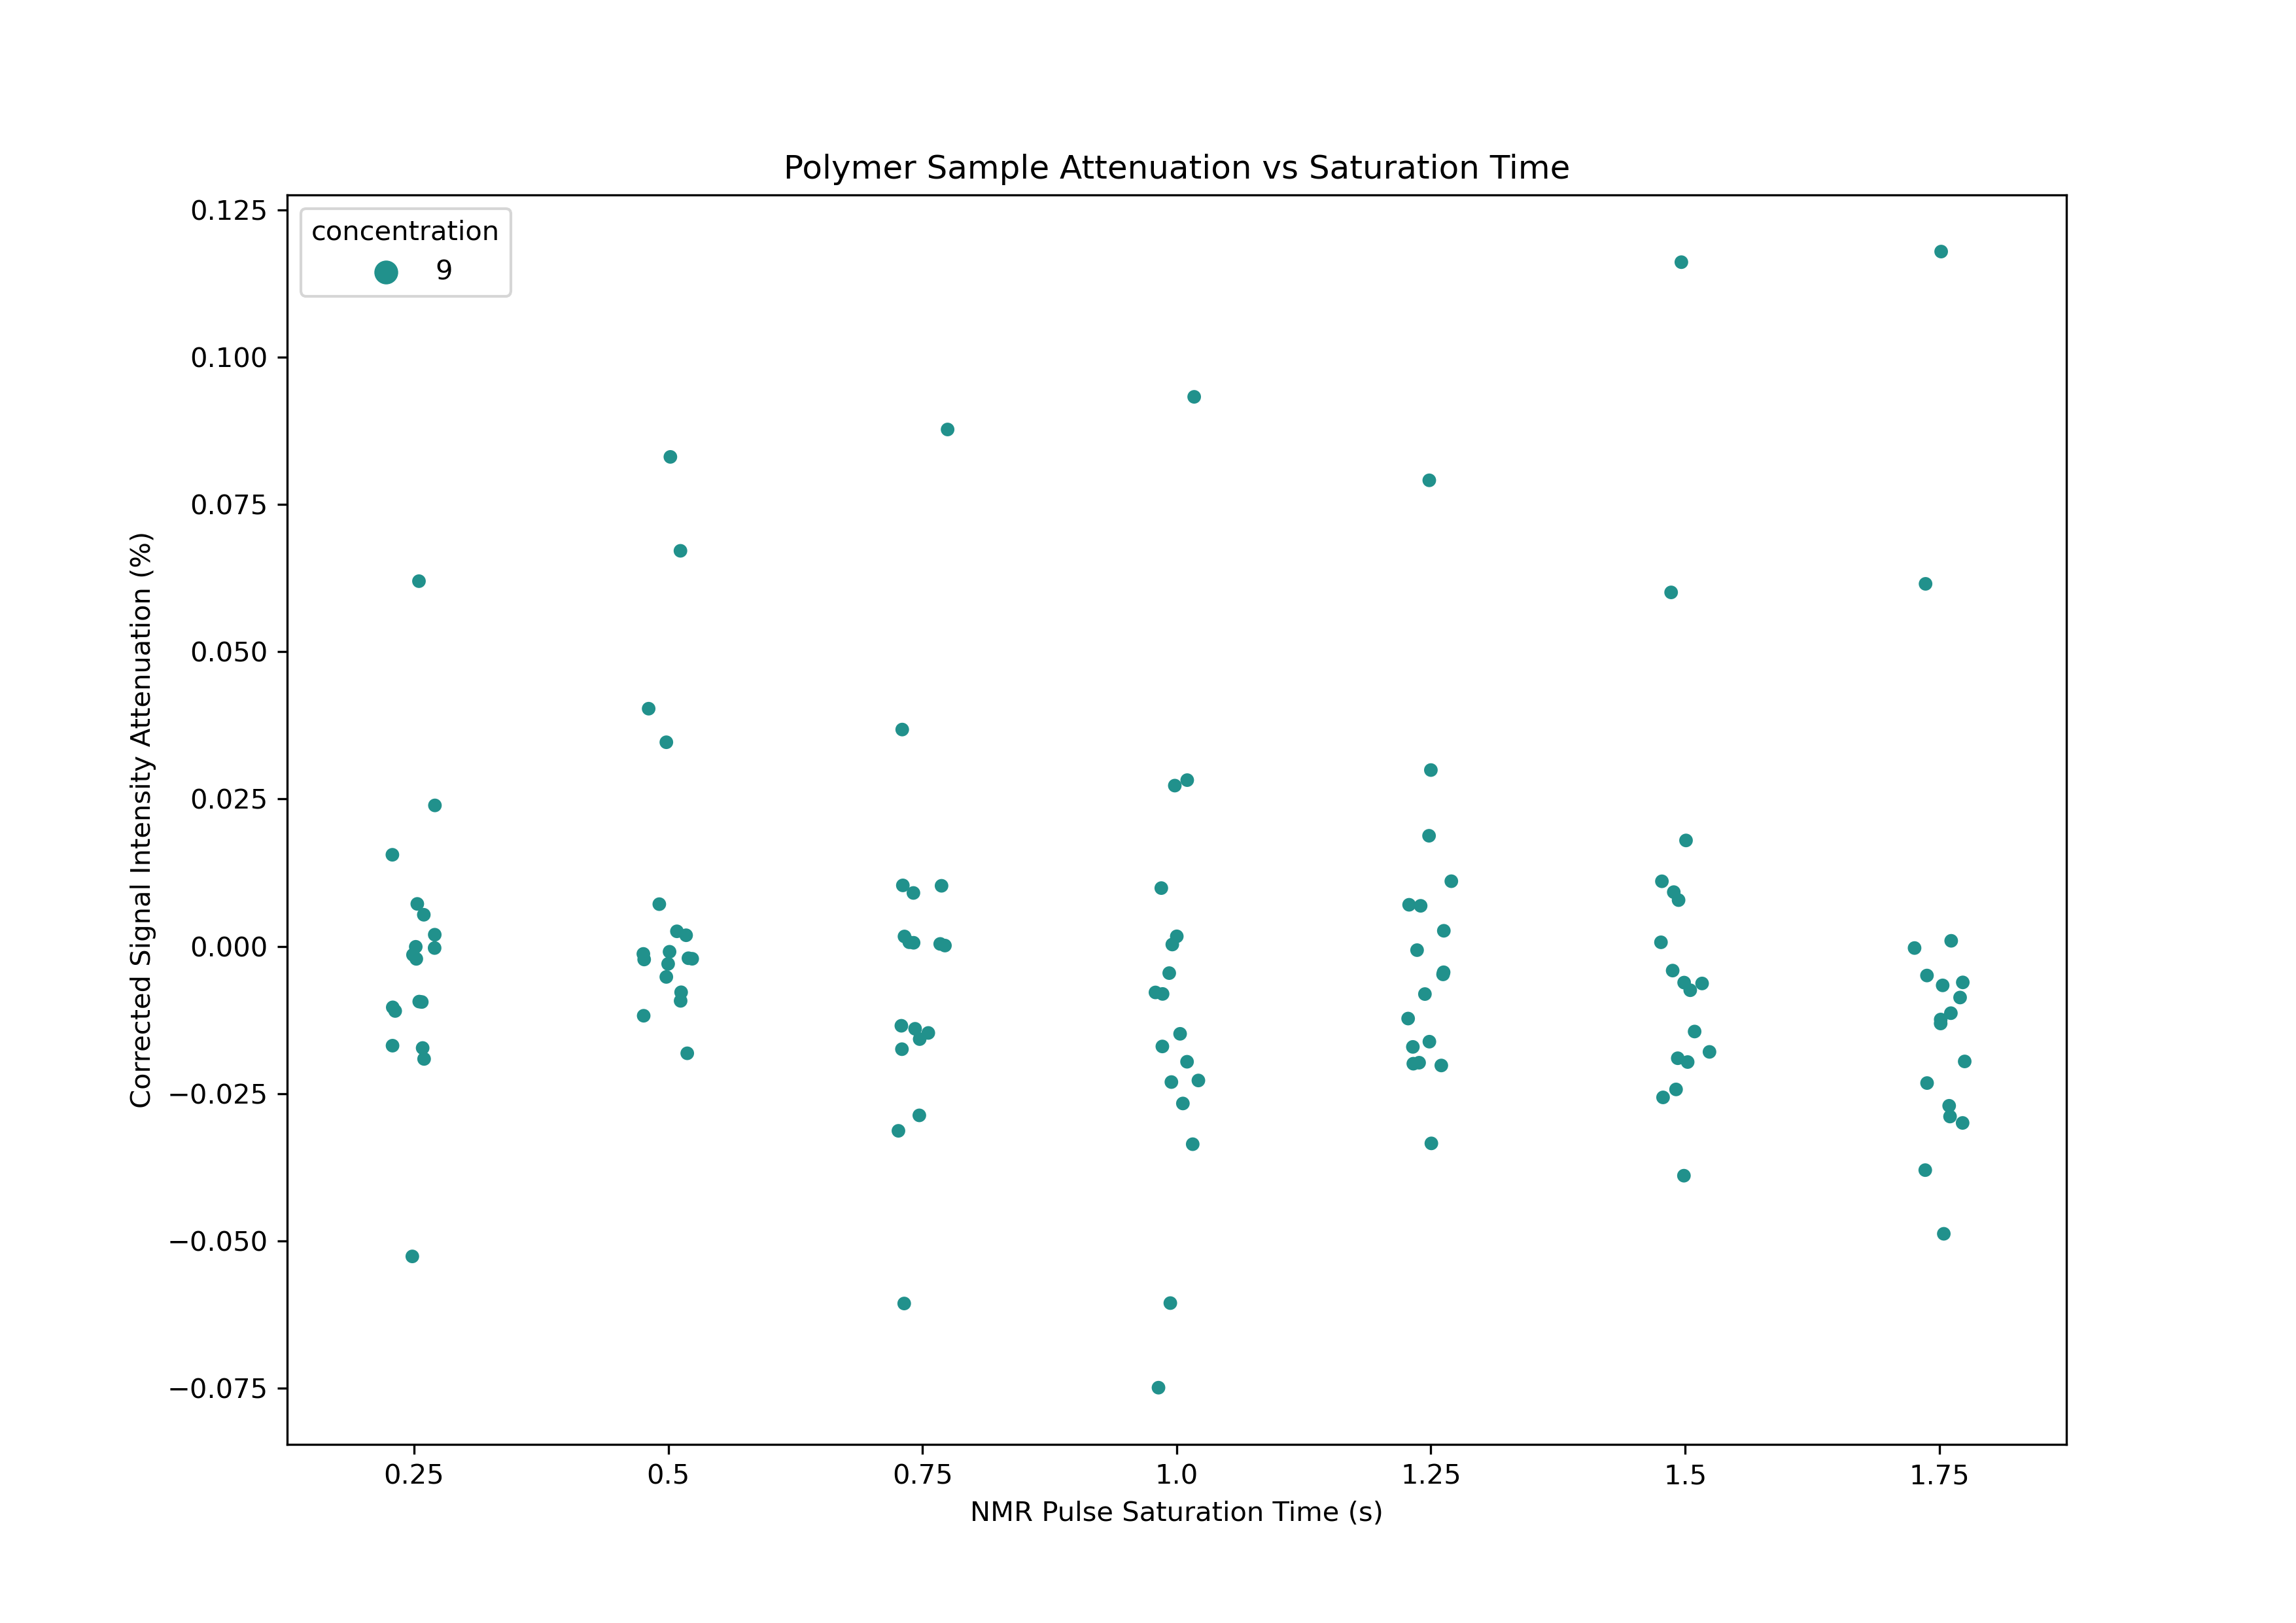 Polymer Sample Attenuation vs Saturation Time
concentration
9
0.125
0.100
0.075
0.050
0.025
0.000
−0.025
−0.050
−0.075
Corrected Signal Intensity Attenuation (%)
0.25 0.5 0.75 1.0 1.25 1.5 1.75
NMR Pulse Saturation Time (s)